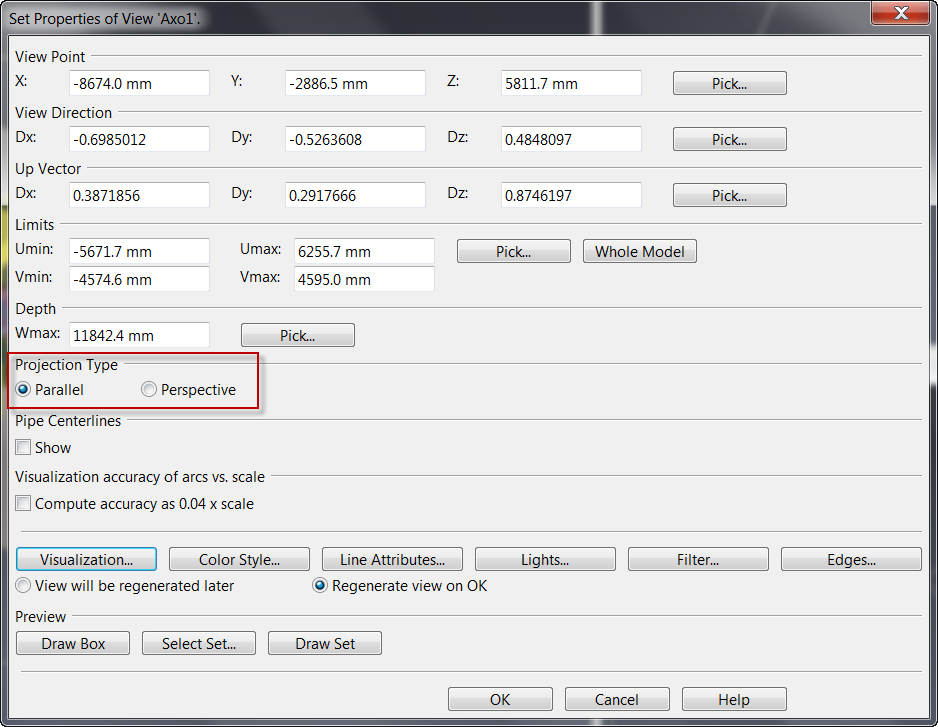 Set Properties of View 'Axo1'.
View Point
X: -8674.0 mm Y: -2886.5 mm Z: 5811.7 mm Pick...
View Direction
Dx: -0.6985012 Dy: -0.5263608 Dz: 0.4848097 Pick...
Up Vector
Dx: 0.3871856 Dy: 0.2917666 Dz: 0.8746197 Pick...
Limits
Umin: -5671.7 mm Umax: 6255.7 mm Pick... Whole Model
Vmin: -4574.6 mm Vmax: 4595.0 mm
Depth
Wmax: 11842.4 mm Pick...
Projection Type
Parallel Perspective
Pipe Centerlines
Show
Visualization accuracy of arcs vs. scale
Compute accuracy as 0.04 x scale
Visualization... Color Style... Line Attributes... Lights... Filter... Edges...
View will be regenerated later Regenerate view on OK
Preview
Draw Box Select Set... Draw Set
OK Cancel Help